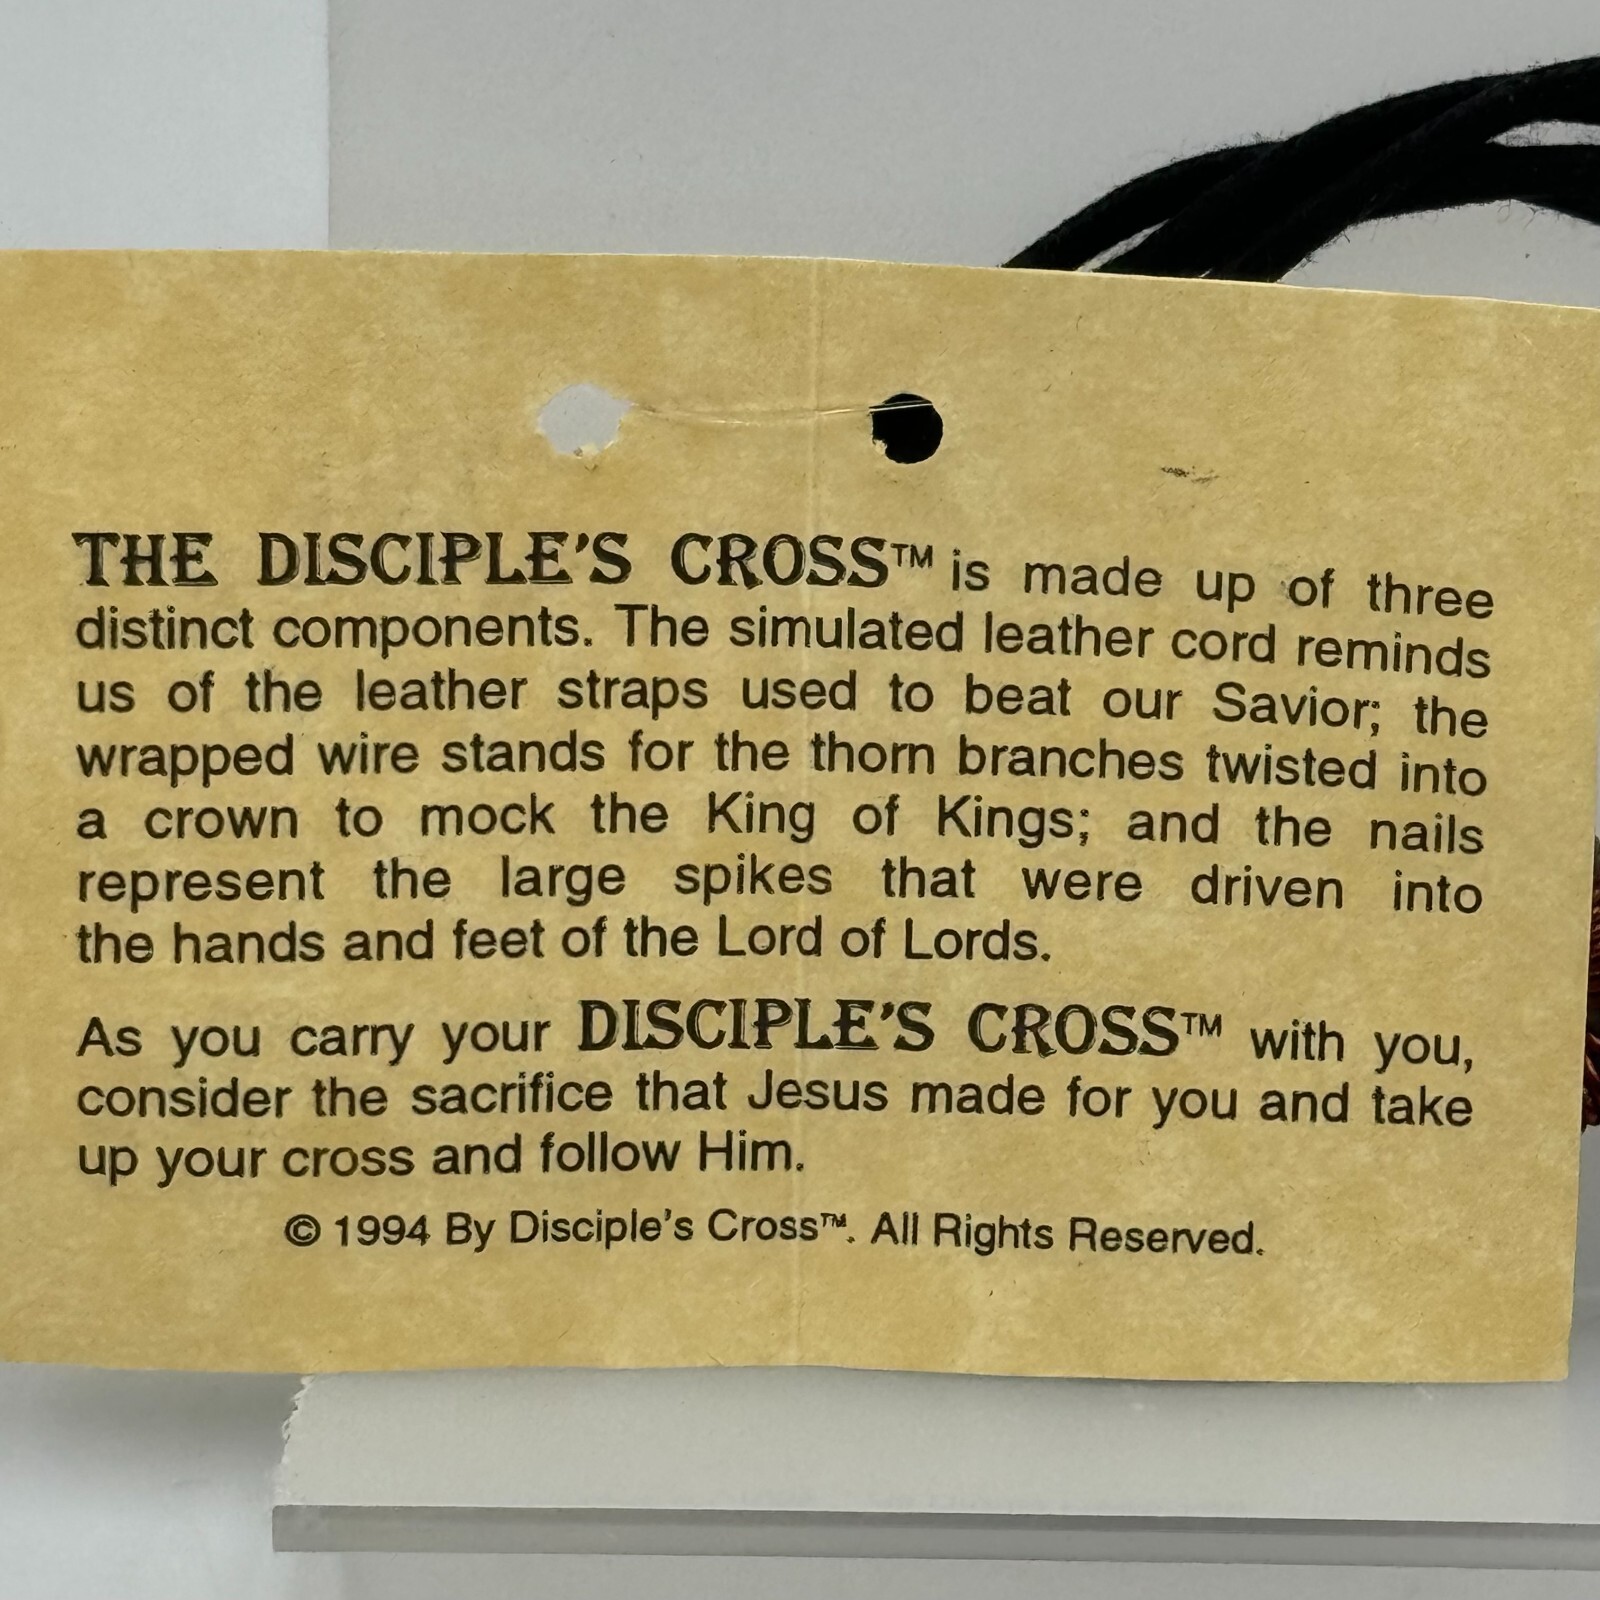 THE DISCIPLE'S CROSS™ is made up of three
distinct components. The simulated leather cord reminds
us of the leather straps used to beat our Savior; the
wrapped wire stands for the thorn branches twisted into
a crown to mock the King of Kings; and the nails
represent the large spikes that were driven into
the hands and feet of the Lord of Lords.
As you carry your DISCIPLE'S CROSS™ with you,
consider the sacrifice that Jesus made for you and take
up your cross and follow Him.
© 1994 By Disciple's Cross™. All Rights Reserved.